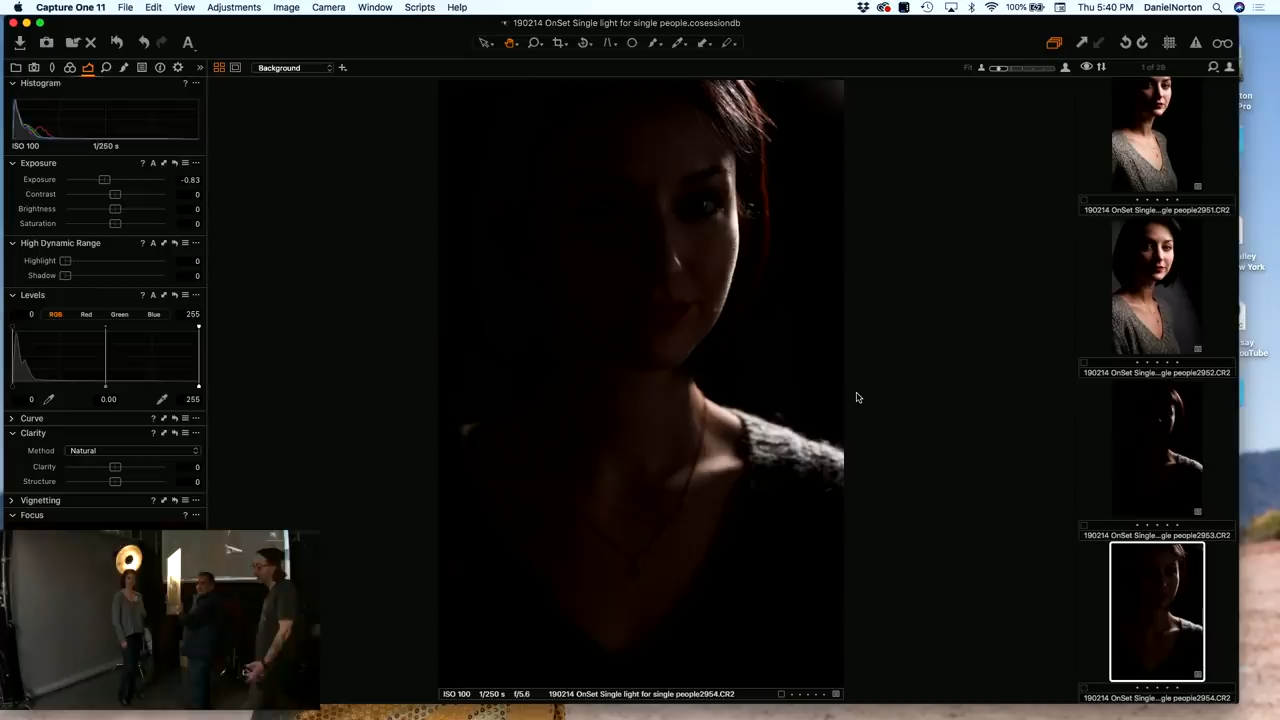 Capture One 11 File Edit View Adjustments Image Camera Window Scripts Help 100% Thu 5:40 PM DanielNorton
190214 OnSet Single light for single people.cosessiondb
Background Fit 1 of 28
Histogram ?
ISO 100 1/250 s
Exposure ? A
Exposure -0.83
Contrast 0
Brightness 0
Saturation 0
High Dynamic Range ?
Highlight 0
Shadow 0
Levels ? A
0 RGB Red Green Blue 255
0 0.00 255
Curve ? A
Clarity ?
Method Natural
Clarity 0
Structure 0
Vignetting ?
Focus ?
ISO 100 1/250 s f/5.6 190214 OnSet Single light for single people2954.CR2
190214 OnSet Single...gle people2951.CR2
190214 OnSet Single...gle people2952.CR2
190214 OnSet Single...gle people2953.CR2
190214 OnSet Single...gle people2954.CR2